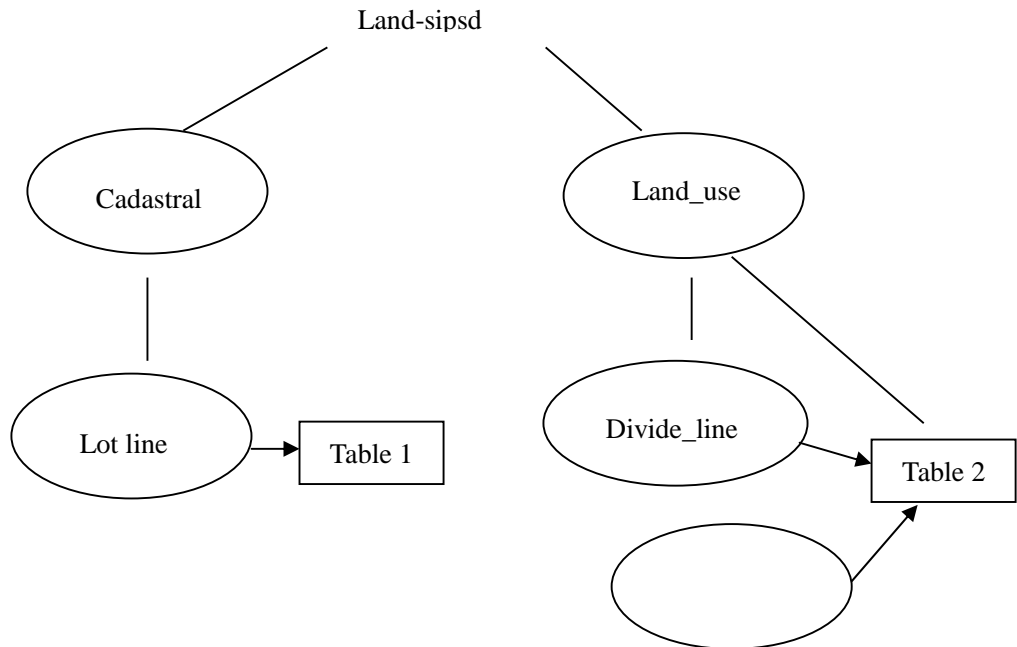 Land-sipsd
Cadastral
Land_use
Lot line
Table 1
Divide_line
Table 2